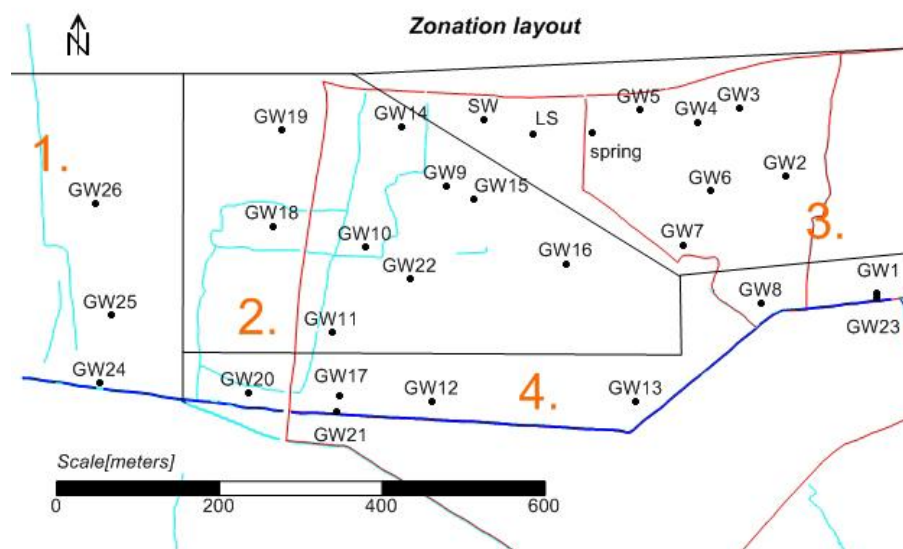 Zonation layout
N
GW19
GW14
SW
LS
GW5
GW4
GW3
spring
1.
GW26
GW9
GW15
GW6
GW2
GW18
GW10
GW7
3.
GW16
GW22
GW8
GW1
GW25
2.
GW11
GW23
GW24
GW20
GW17
GW12
4.
GW13
GW21
Scale[meters]
0 200 400 600